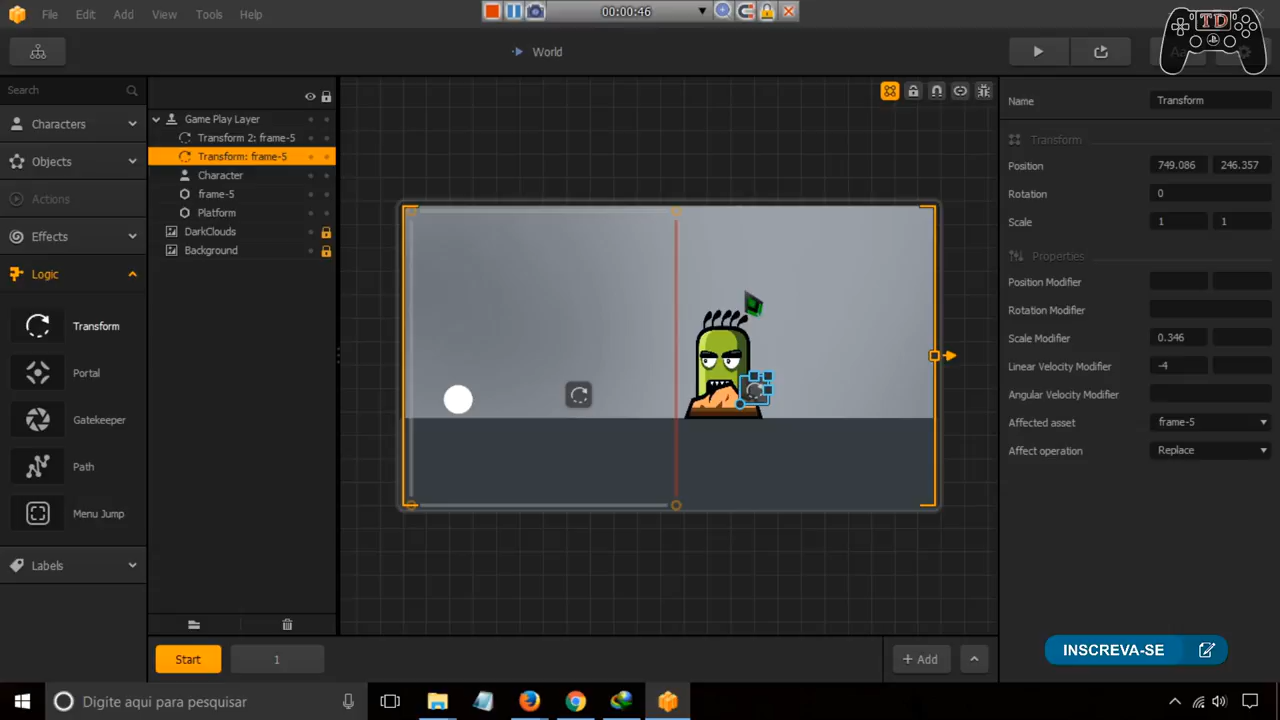 File Edit Add View Tools Help
00:00:46
TD
World
Search
Characters
Objects
Actions
Effects
Logic
Transform
Portal
Gatekeeper
Path
Menu Jump
Labels
Game Play Layer
Transform 2: frame-5
Transform: frame-5
Character
frame-5
Platform
DarkClouds
Background
Name Transform
Transform
Position 749.086 246.357
Rotation 0
Scale 1 1
Properties
Position Modifier
Rotation Modifier
Scale Modifier 0.346
Linear Velocity Modifier -4
Angular Velocity Modifier
Affected asset frame-5
Affect operation Replace
Start 1
+ Add
INSCREVA-SE
Digite aqui para pesquisar